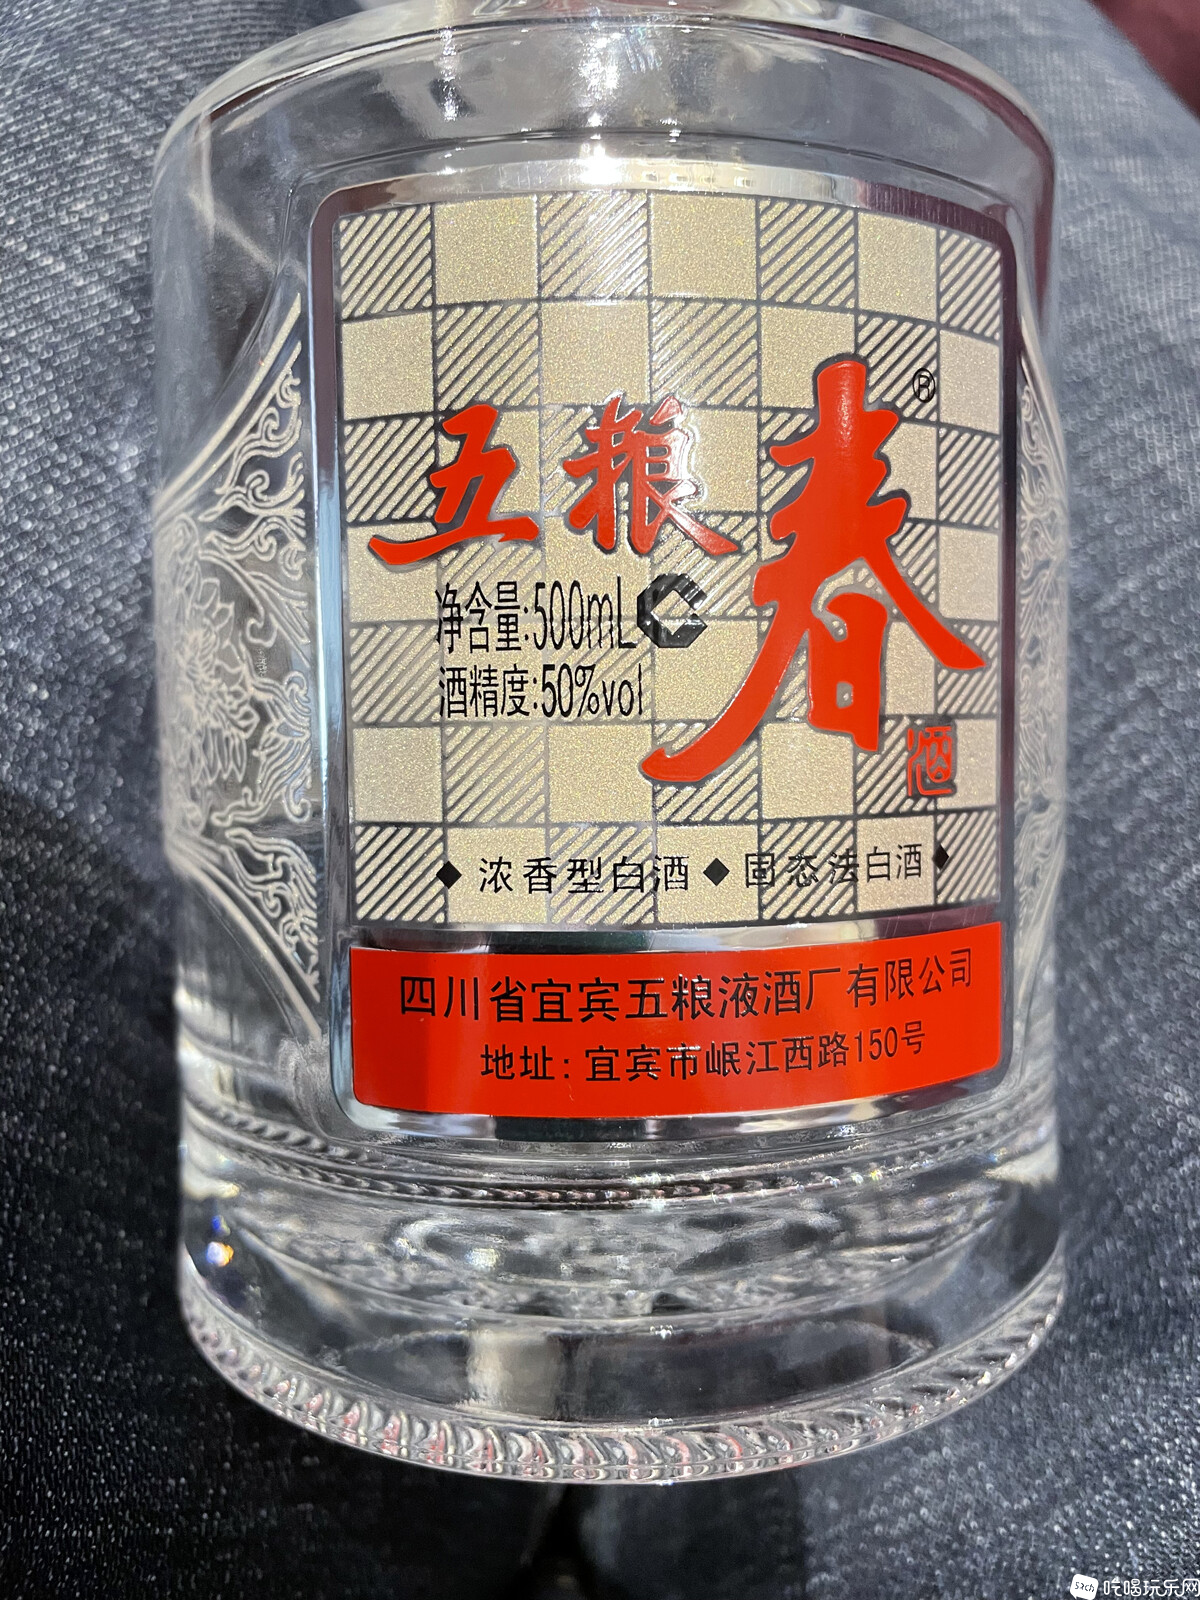 五粮春®
净含量:500mL C
酒精度:50%vol
酒
◆ 浓香型白酒 ◆ 固态法白酒 ◆
四川省宜宾五粮液酒厂有限公司
地址: 宜宾市岷江西路150号
59ch 吃喝玩乐网